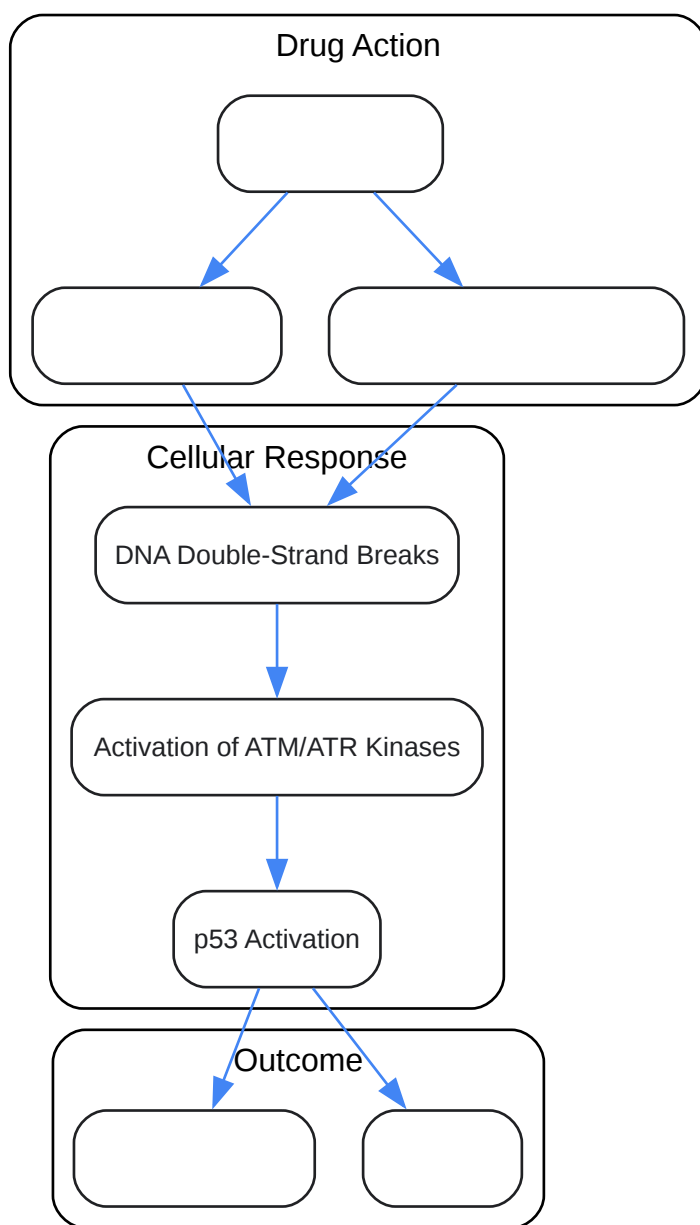 Drug Action
Cellular Response
DNA Double-Strand Breaks
Activation of ATM/ATR Kinases
p53 Activation
Outcome